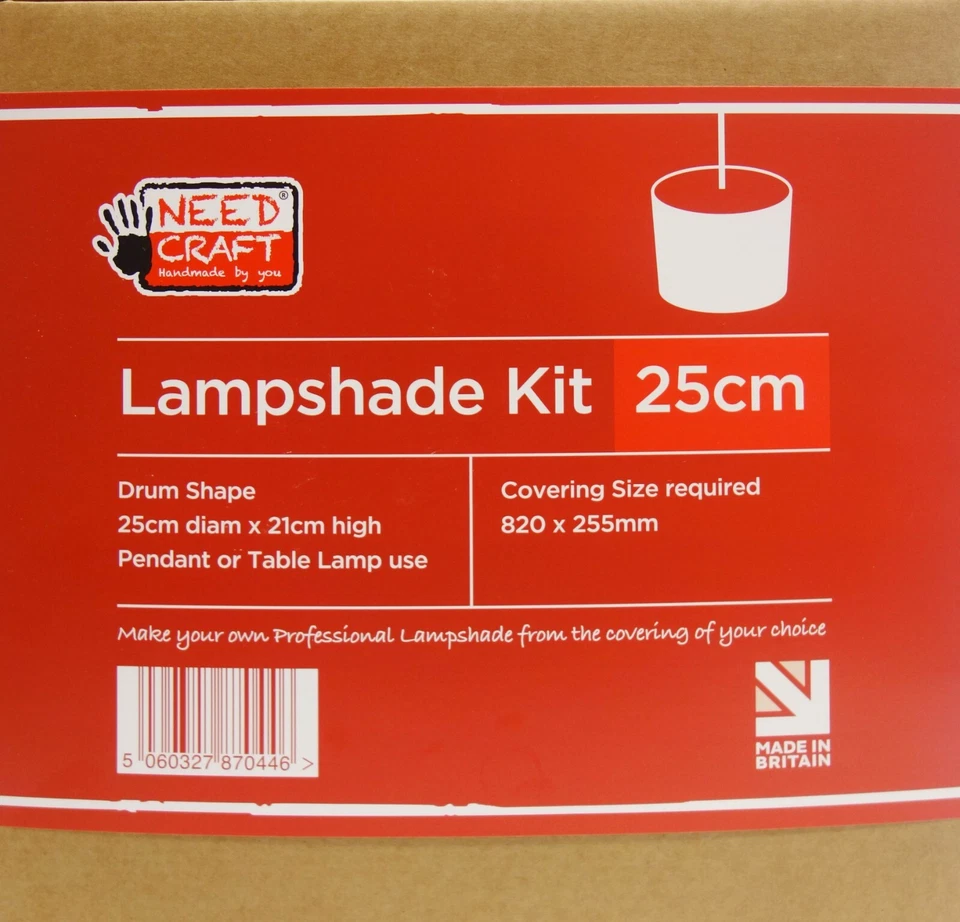 NEED®
CRAFT
Handmade by you
Lampshade Kit 25cm
Drum Shape
25cm diam x 21cm high
Pendant or Table Lamp use
Covering Size required
820 x 255mm
Make your own Professional Lampshade from the covering of your choice
5 060327 870446 >
MADE IN
BRITAIN